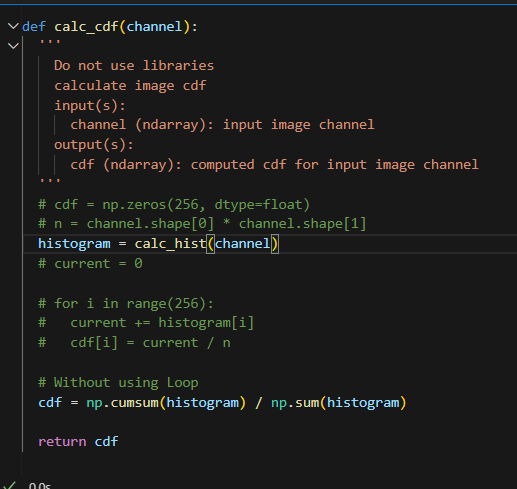 def calc_cdf(channel):
'''
Do not use libraries
calculate image cdf
input(s):
channel (ndarray): input image channel
output(s):
cdf (ndarray): computed cdf for input image channel
'''
# cdf = np.zeros(256, dtype=float)
# n = channel.shape[0] * channel.shape[1]
histogram = calc_hist(channel)
# current = 0
# for i in range(256):
#   current += histogram[i]
#   cdf[i] = current / n
# Without using Loop
cdf = np.cumsum(histogram) / np.sum(histogram)
return cdf
0.0s